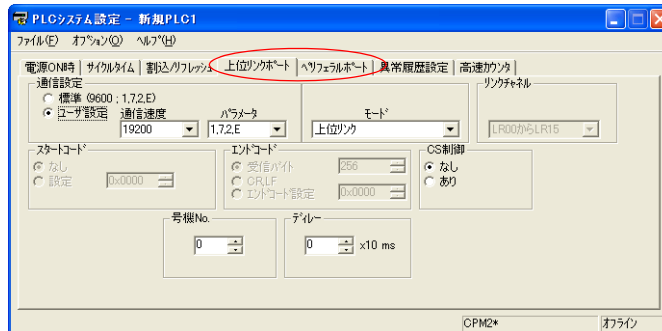 PLCシステム設定 - 新規PLC1
ファイル(F) オプション(O) ヘルプ(H)
電源ON時 サイクルタイム 割込/リフレッシュ 上位リンクポート ペリフェラルポート 異常履歴設定 高速カウンタ
通信設定 リンクチャネル
標準 (9600 ; 1,7,2,E)
ユーザ設定 通信速度 パラメータ モード
19200 1,7,2,E 上位リンク LR00からLR15
スタートコード エンドコード CS制御
なし 受信バイト 256 なし
設定 0x0000 CR,LF あり
エンドコード設定 0x0000
号機No. ディレー
0 0 x10 ms
CPM2* オフライン